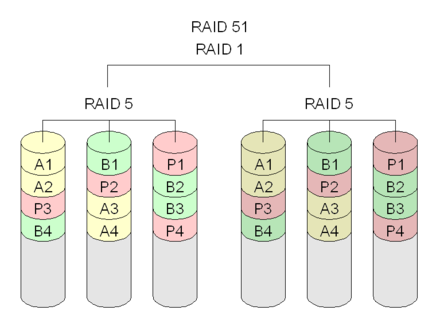 RAID 51
RAID 1
RAID 5 RAID 5
A1 B1 P1 A1 B1 P1
A2 P2 B2 A2 P2 B2
P3 A3 B3 P3 A3 B3
B4 A4 P4 B4 A4 P4